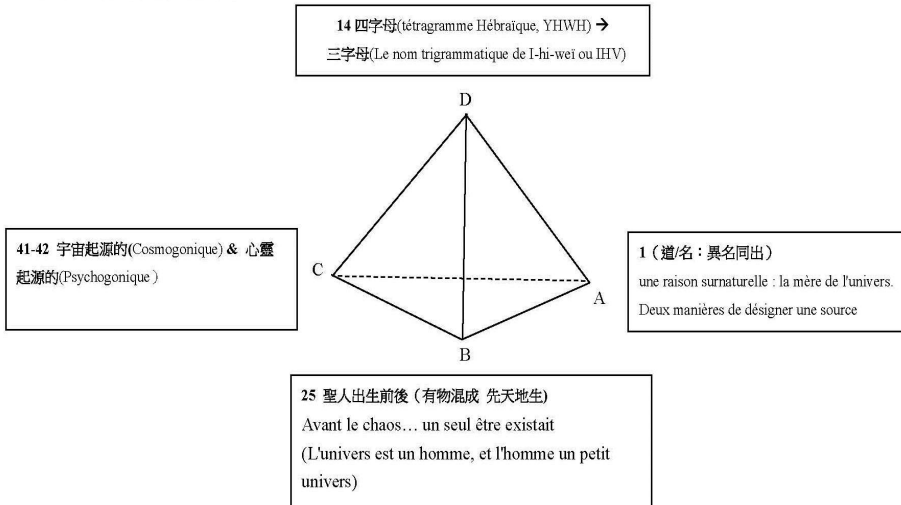 14 四字母(tétragramme Hébraïque, YHWH) →
三字母(Le nom trigrammatique de I-hi-weï ou IHV)
D
41-42 宇宙起源的(Cosmogonique) & 心靈
起源的(Psychogonique）
C
A
1（道/名：異名同出）
une raison surnaturelle : la mère de l'univers.
Deux manières de désigner une source
B
25 聖人出生前後（有物混成 先天地生)
Avant le chaos… un seul être existait
(L'univers est un homme, et l'homme un petit
univers)